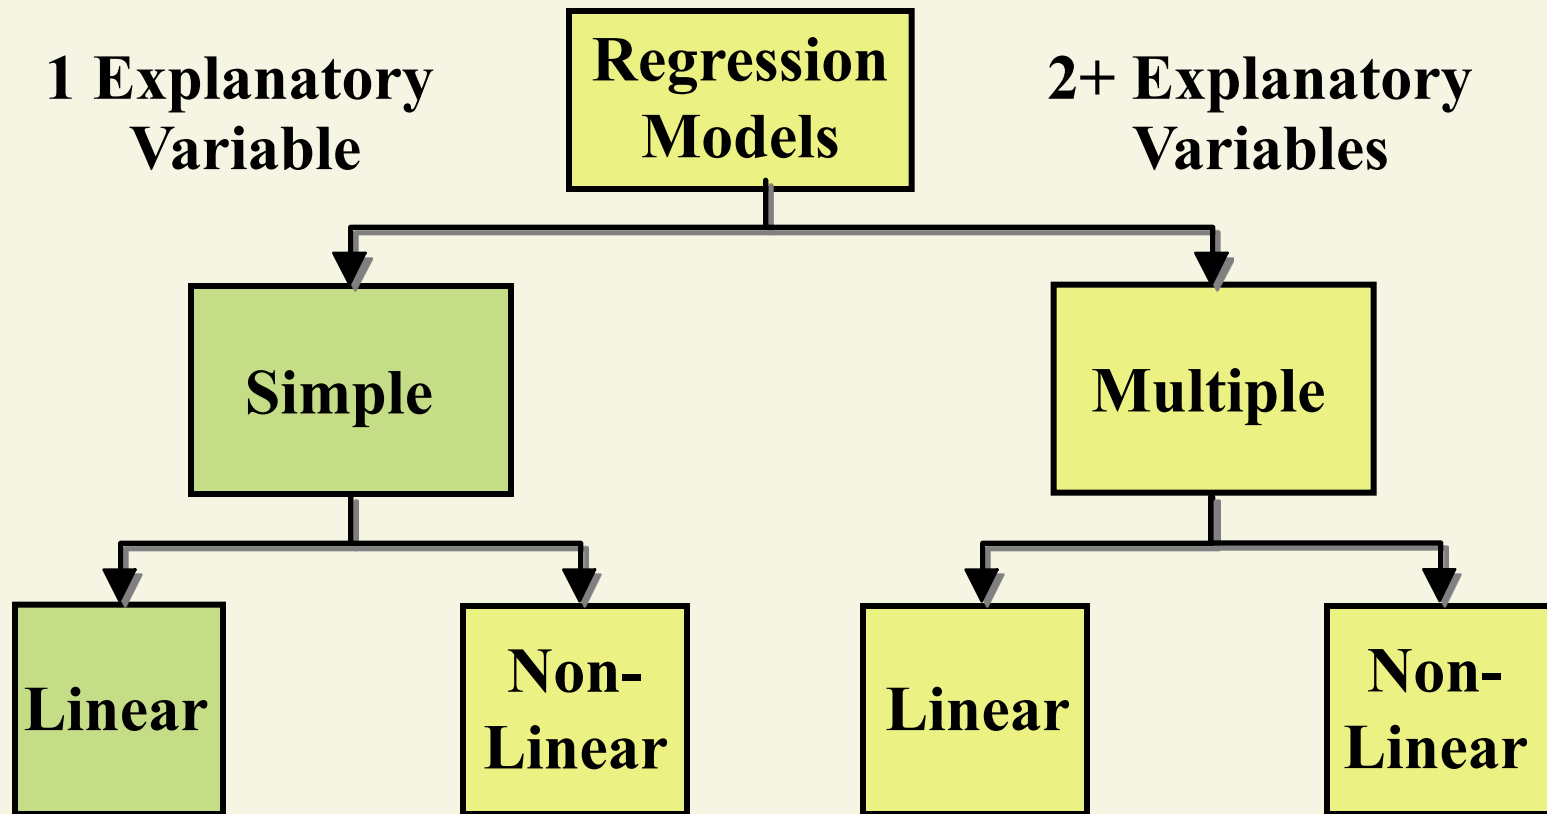 1 Explanatory
Variable
Regression
Models
2+ Explanatory
Variables
Simple
Multiple
Linear
Non-
Linear
Linear
Non-
Linear